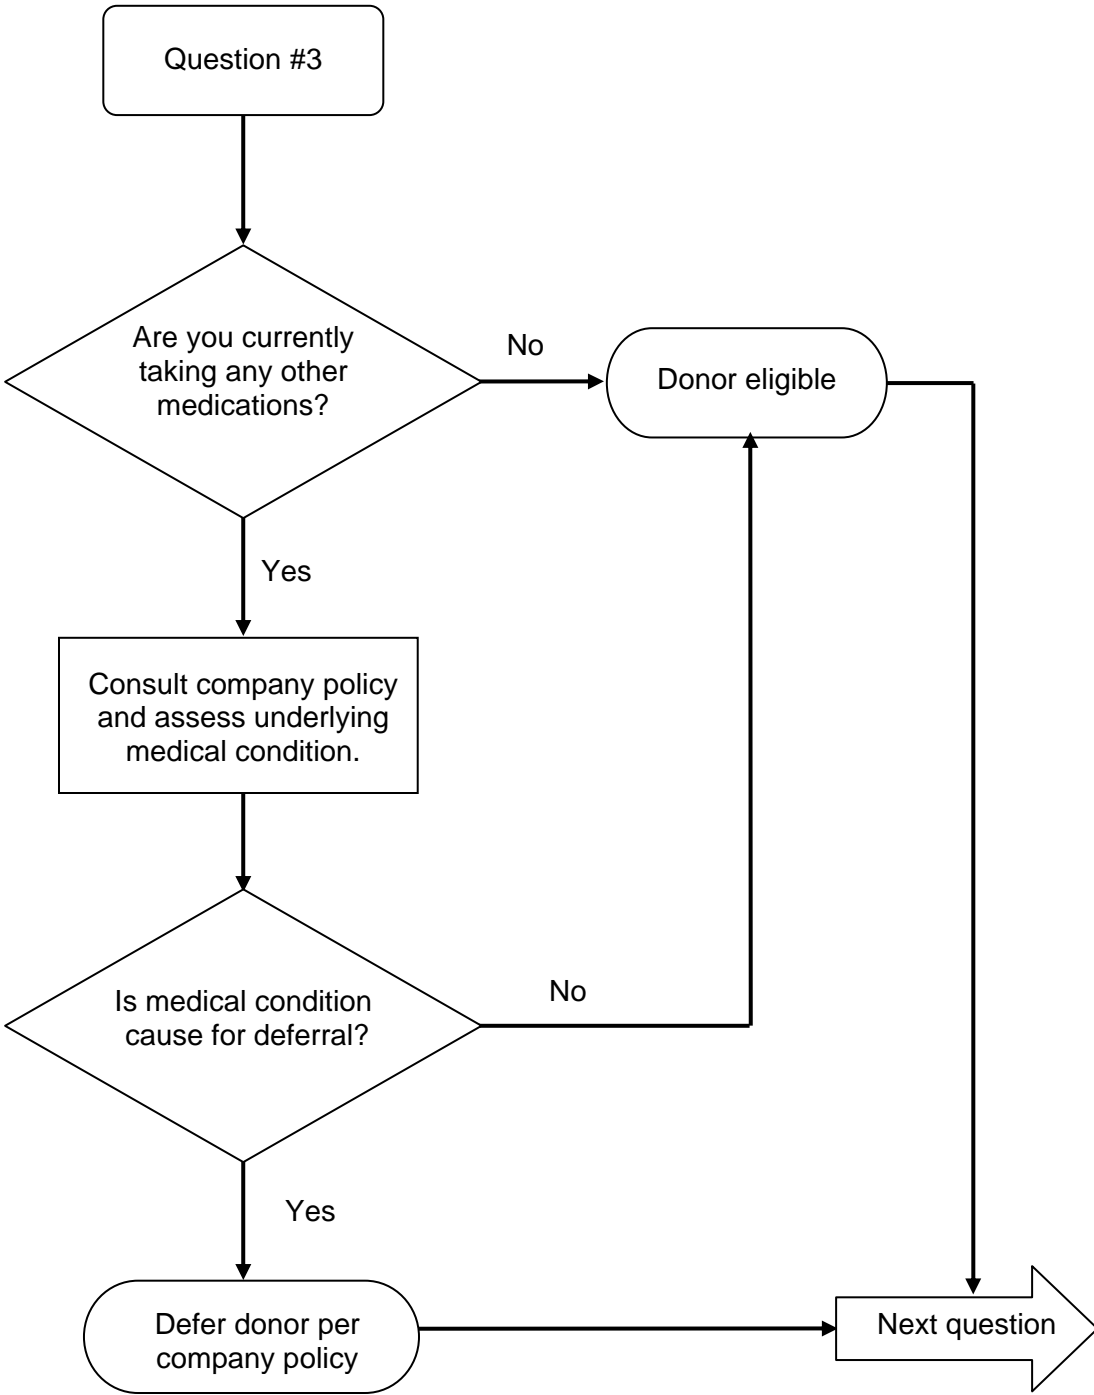 Question #3
Are you currently
taking any other
medications?
No
Donor eligible
Yes
Consult company policy
and assess underlying
medical condition.
Is medical condition
cause for deferral?
No
Yes
Defer donor per
company policy
Next question